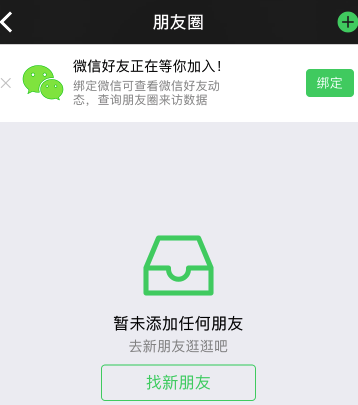 朋友圈
微信好友正在等你加入！
绑定微信可查看微信好友动
态，查询朋友圈来访数据
绑定
暂未添加任何朋友
去新朋友逛逛吧
找新朋友